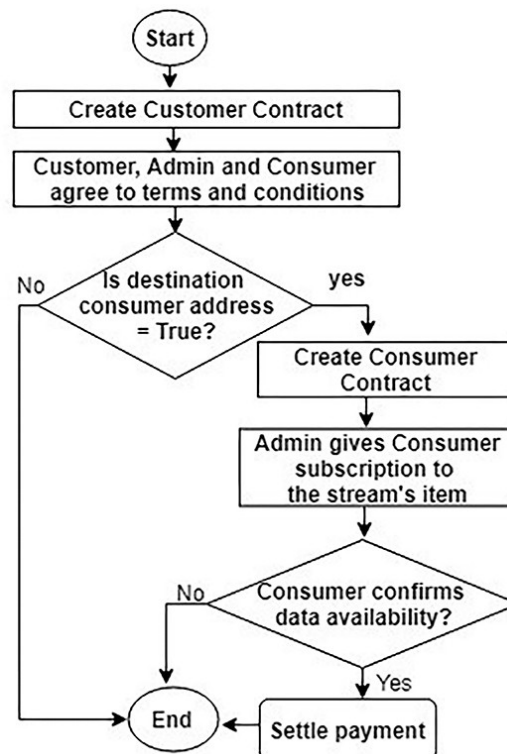 Start
Create Customer Contract
Customer, Admin and Consumer
agree to terms and conditions
No
Is destination
consumer address
= True?
yes
Create Consumer
Contract
Admin gives Consumer
subscription to
the stream's item
No
Consumer confirms
data availability?
Yes
End
Settle payment